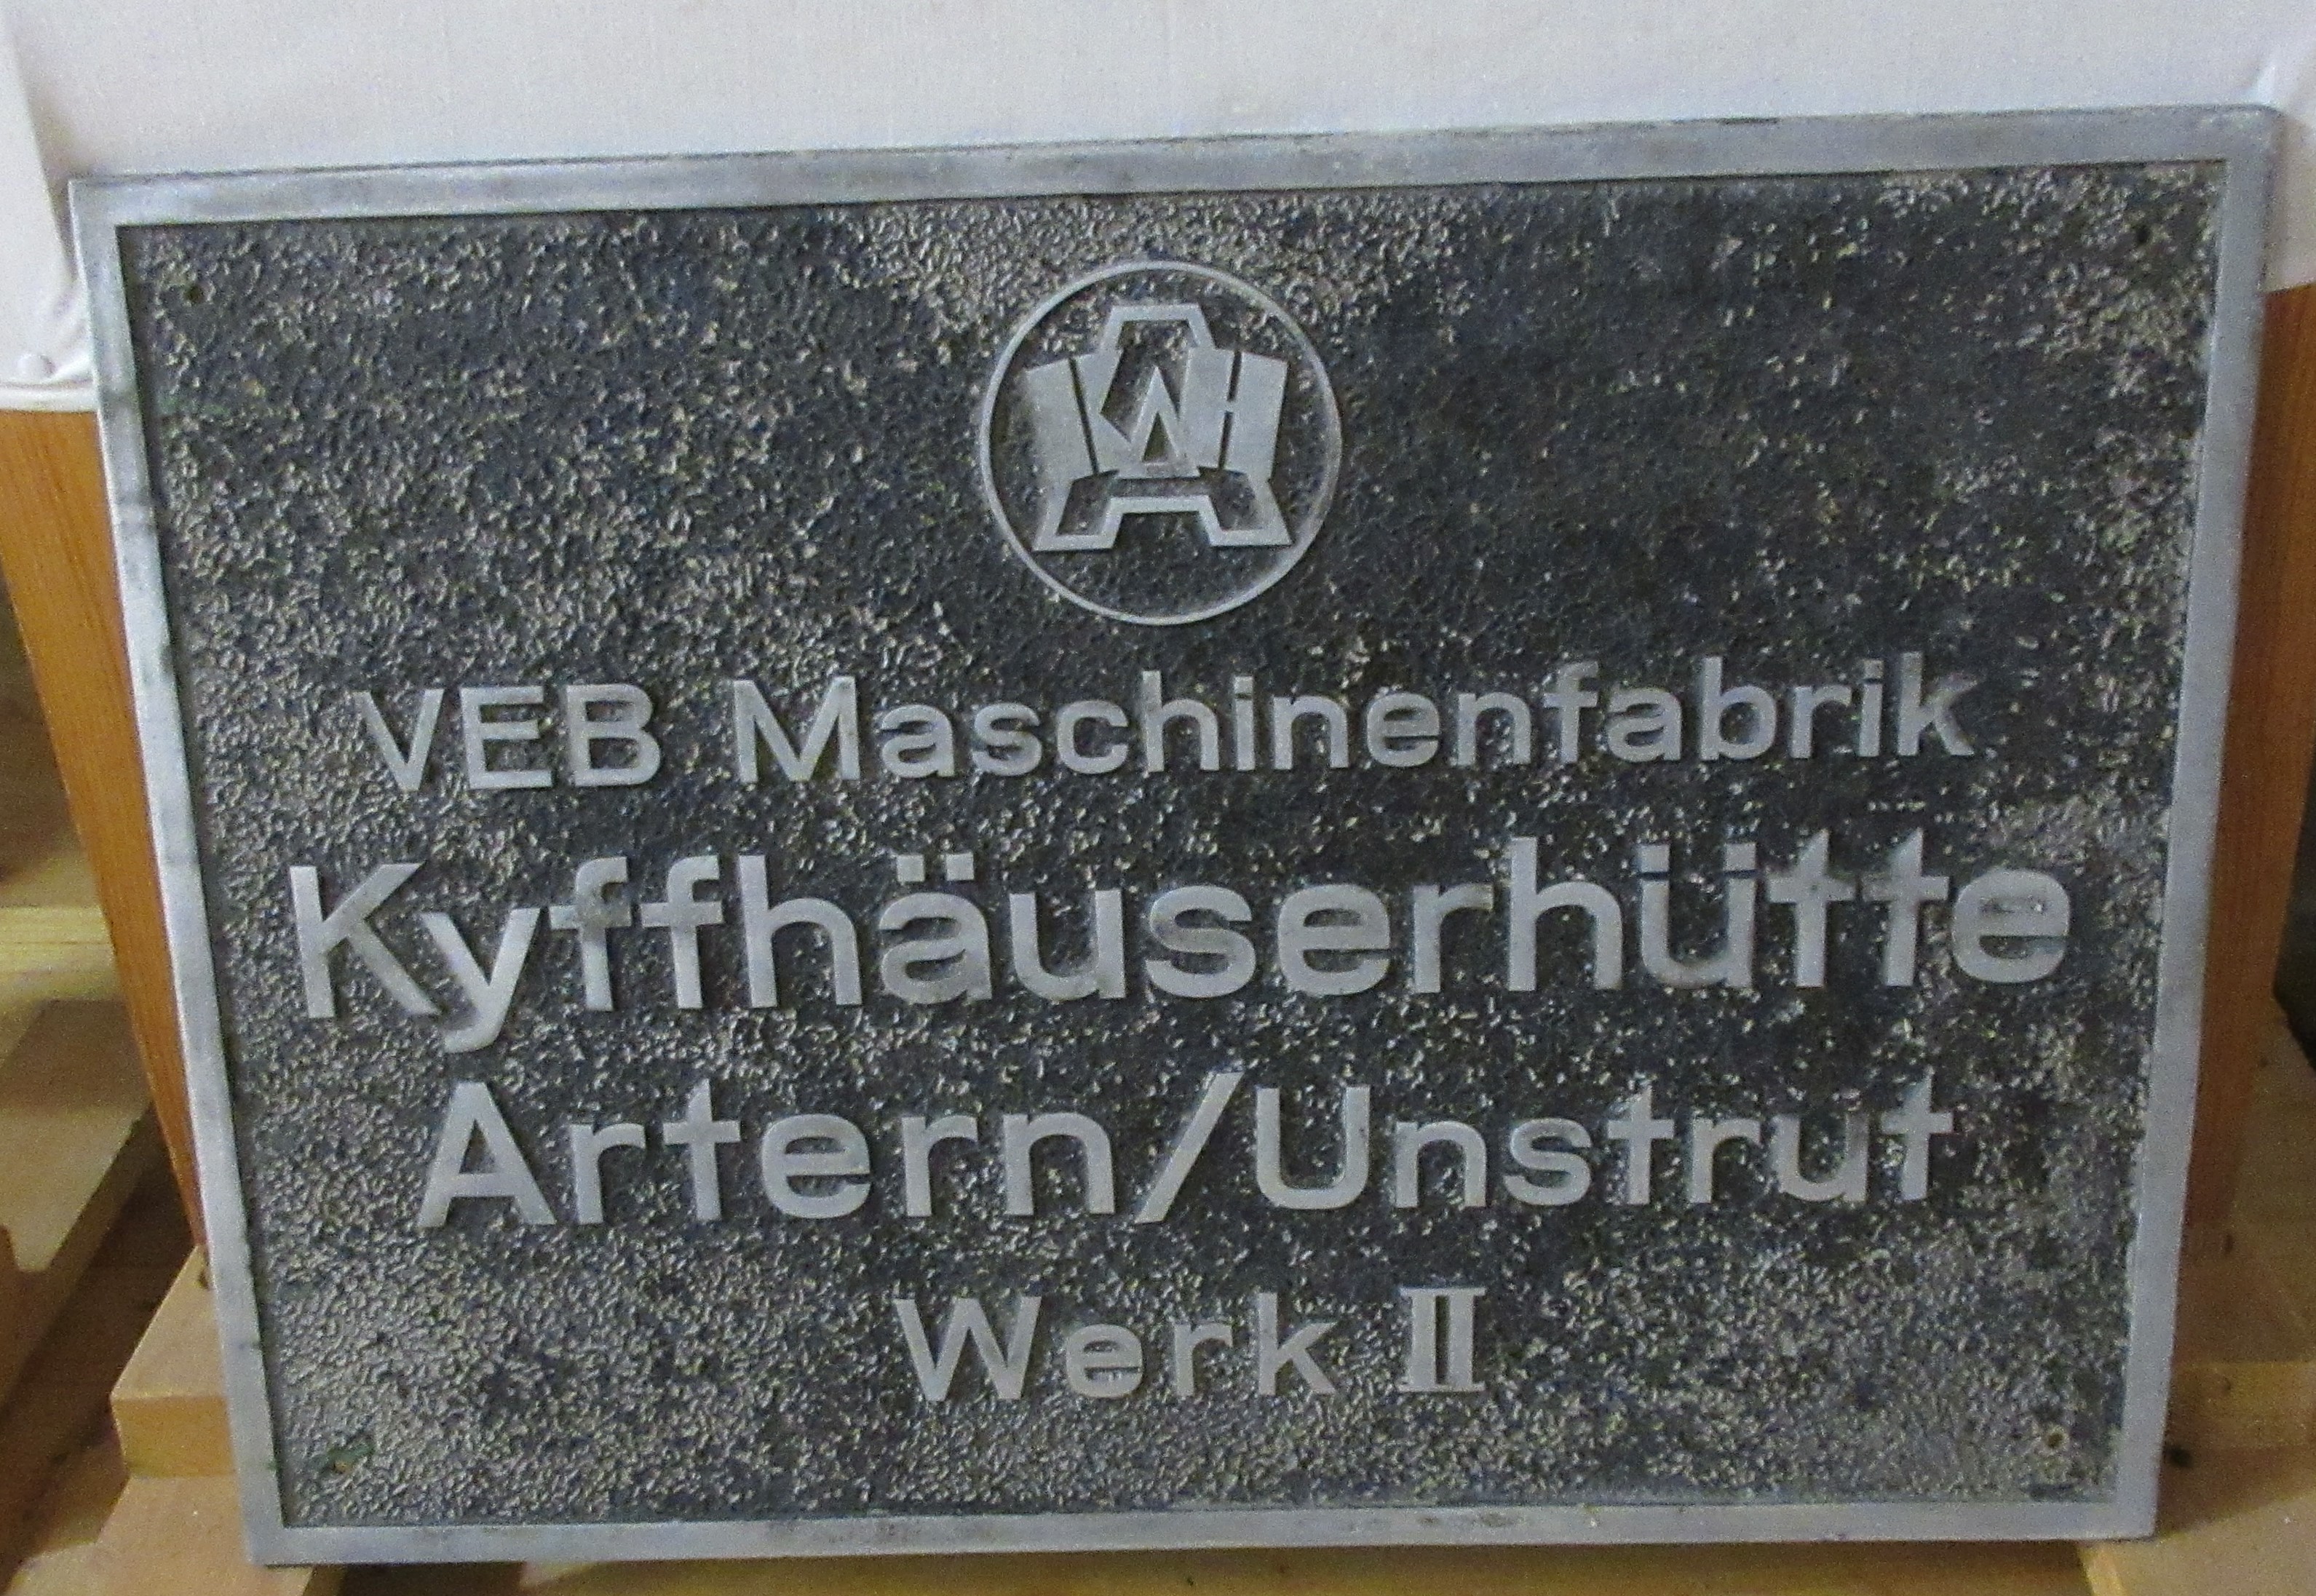 VEB Maschinenfabrik
Kyffhäuserhütte
Artern/Unstrut
Werk II